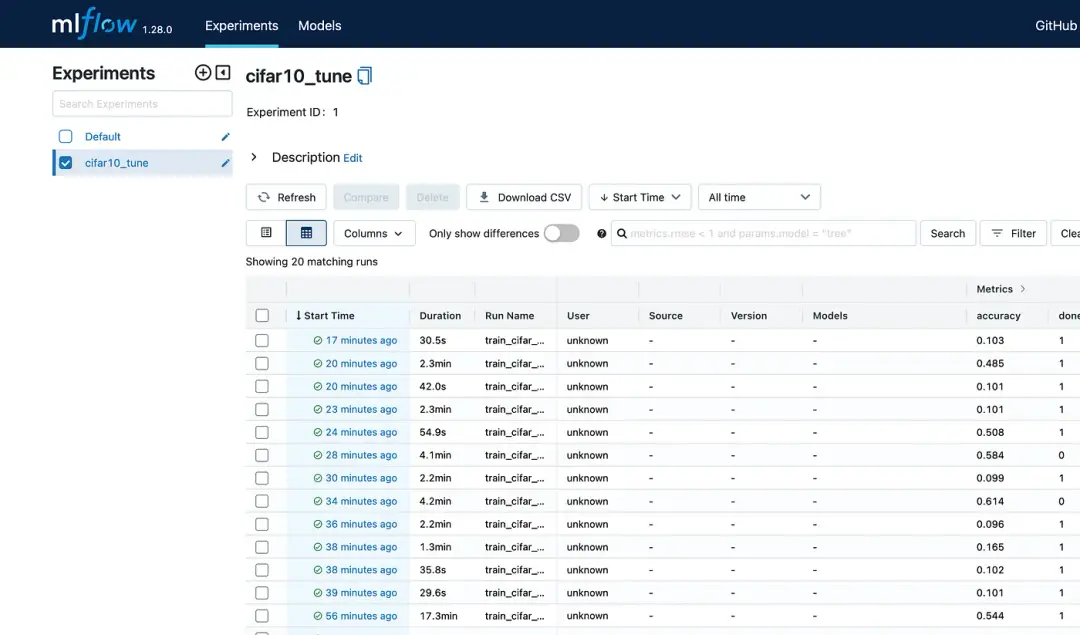 mlflow 1.28.0 Experiments Models GitHub
Experiments
Search Experiments
Default
cifar10_tune
cifar10_tune
Experiment ID: 1
Description Edit
Refresh Compare Delete Download CSV Start Time All time
Columns Only show differences metrics.rmse < 1 and params.model = "tree" Search Filter Clea
Showing 20 matching runs
Metrics
Start Time Duration Run Name User Source Version Models accuracy done
17 minutes ago 30.5s train_cifar_... unknown - - - 0.103 1
20 minutes ago 2.3min train_cifar_... unknown - - - 0.485 1
20 minutes ago 42.0s train_cifar_... unknown - - - 0.101 1
23 minutes ago 2.3min train_cifar_... unknown - - - 0.101 1
24 minutes ago 54.9s train_cifar_... unknown - - - 0.508 1
28 minutes ago 4.1min train_cifar_... unknown - - - 0.584 0
30 minutes ago 2.2min train_cifar_... unknown - - - 0.099 1
34 minutes ago 4.2min train_cifar_... unknown - - - 0.614 0
36 minutes ago 2.2min train_cifar_... unknown - - - 0.096 1
38 minutes ago 1.3min train_cifar_... unknown - - - 0.165 1
38 minutes ago 35.8s train_cifar_... unknown - - - 0.102 1
39 minutes ago 29.6s train_cifar_... unknown - - - 0.101 1
56 minutes ago 17.3min train_cifar_... unknown - - - 0.544 1